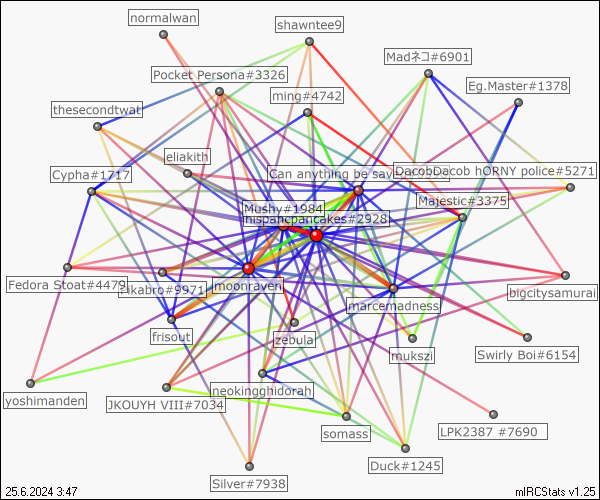 normalwan
shawntee9
Madネコ#6901
Pocket Persona#3326
Eg.Master#1378
ming#4742
thesecondtwat
eliakith
Cypha#1717
Can anything be sav
DacobDacob hORNY police#5271
Majestic#3375
Mushy#1984
hispanicpancakes#2928
Fedora Stoat#4479
moonraven
Pikabro#9971
bigcitysamurai
marcemadness
frisout
zebula
mukszi
Swirly Boi#6154
yoshimanden
neokingghidorah
JKOUYH VIII#7034
somass
LPK2387 #7690
Duck#1245
Silver#7938
25.6.2024 3:47
mIRCStats v1.25